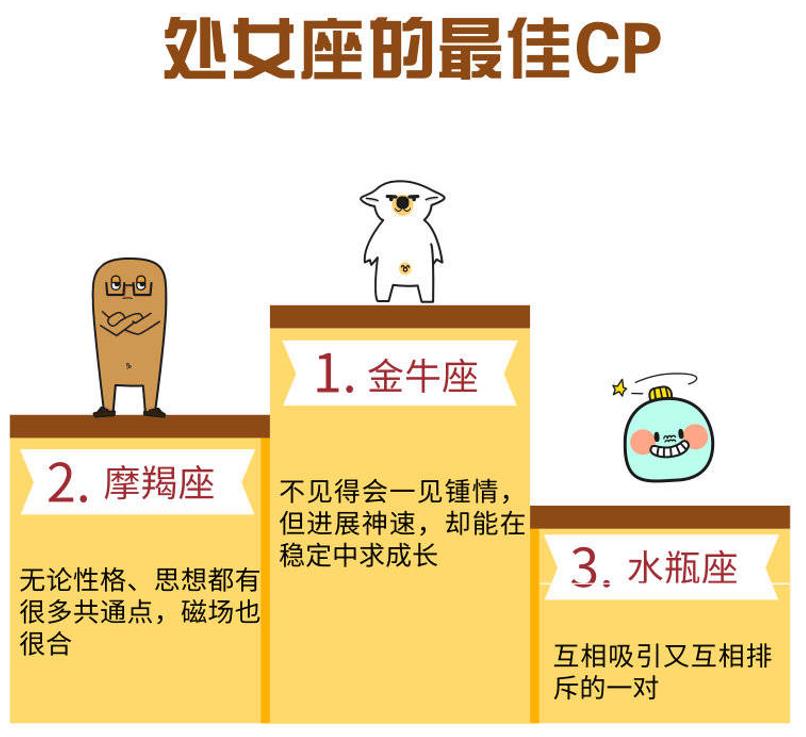 处女座的最佳CP
1. 金牛座
不见得会一见锺情，
但进展神速，却能在
稳定中求成长
2. 摩羯座
无论性格、思想都有
很多共通点，磁场也
很合
3. 水瓶座
互相吸引又互相排
斥的一对